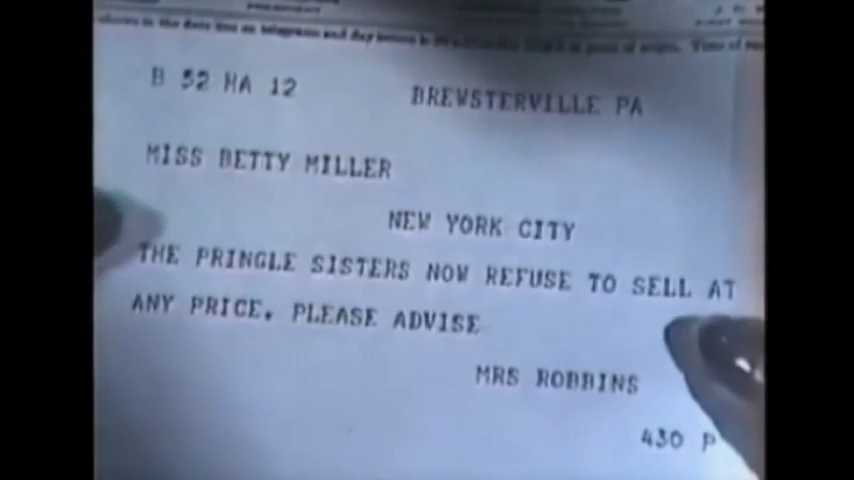 B 52 HA 12 BREWSTERVILLE PA
MISS BETTY MILLER
NEW YORK CITY
THE PRINGLE SISTERS NOW REFUSE TO SELL AT
ANY PRICE. PLEASE ADVISE
MRS ROBBINS
430 P